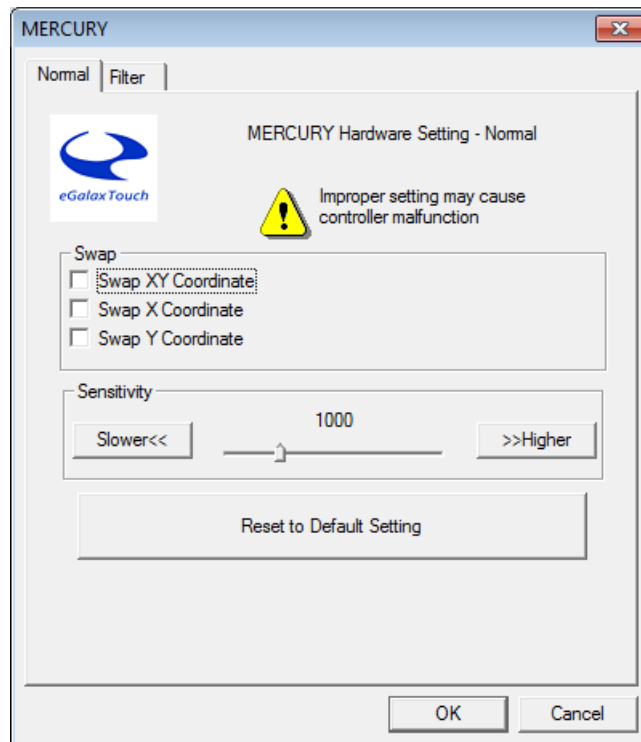 MERCURY
Normal Filter
MERCURY Hardware Setting - Normal
eGalaxTouch
Improper setting may cause
controller malfunction
Swap
Swap XY Coordinate
Swap X Coordinate
Swap Y Coordinate
Sensitivity
1000
Slower<< >>Higher
Reset to Default Setting
OK Cancel